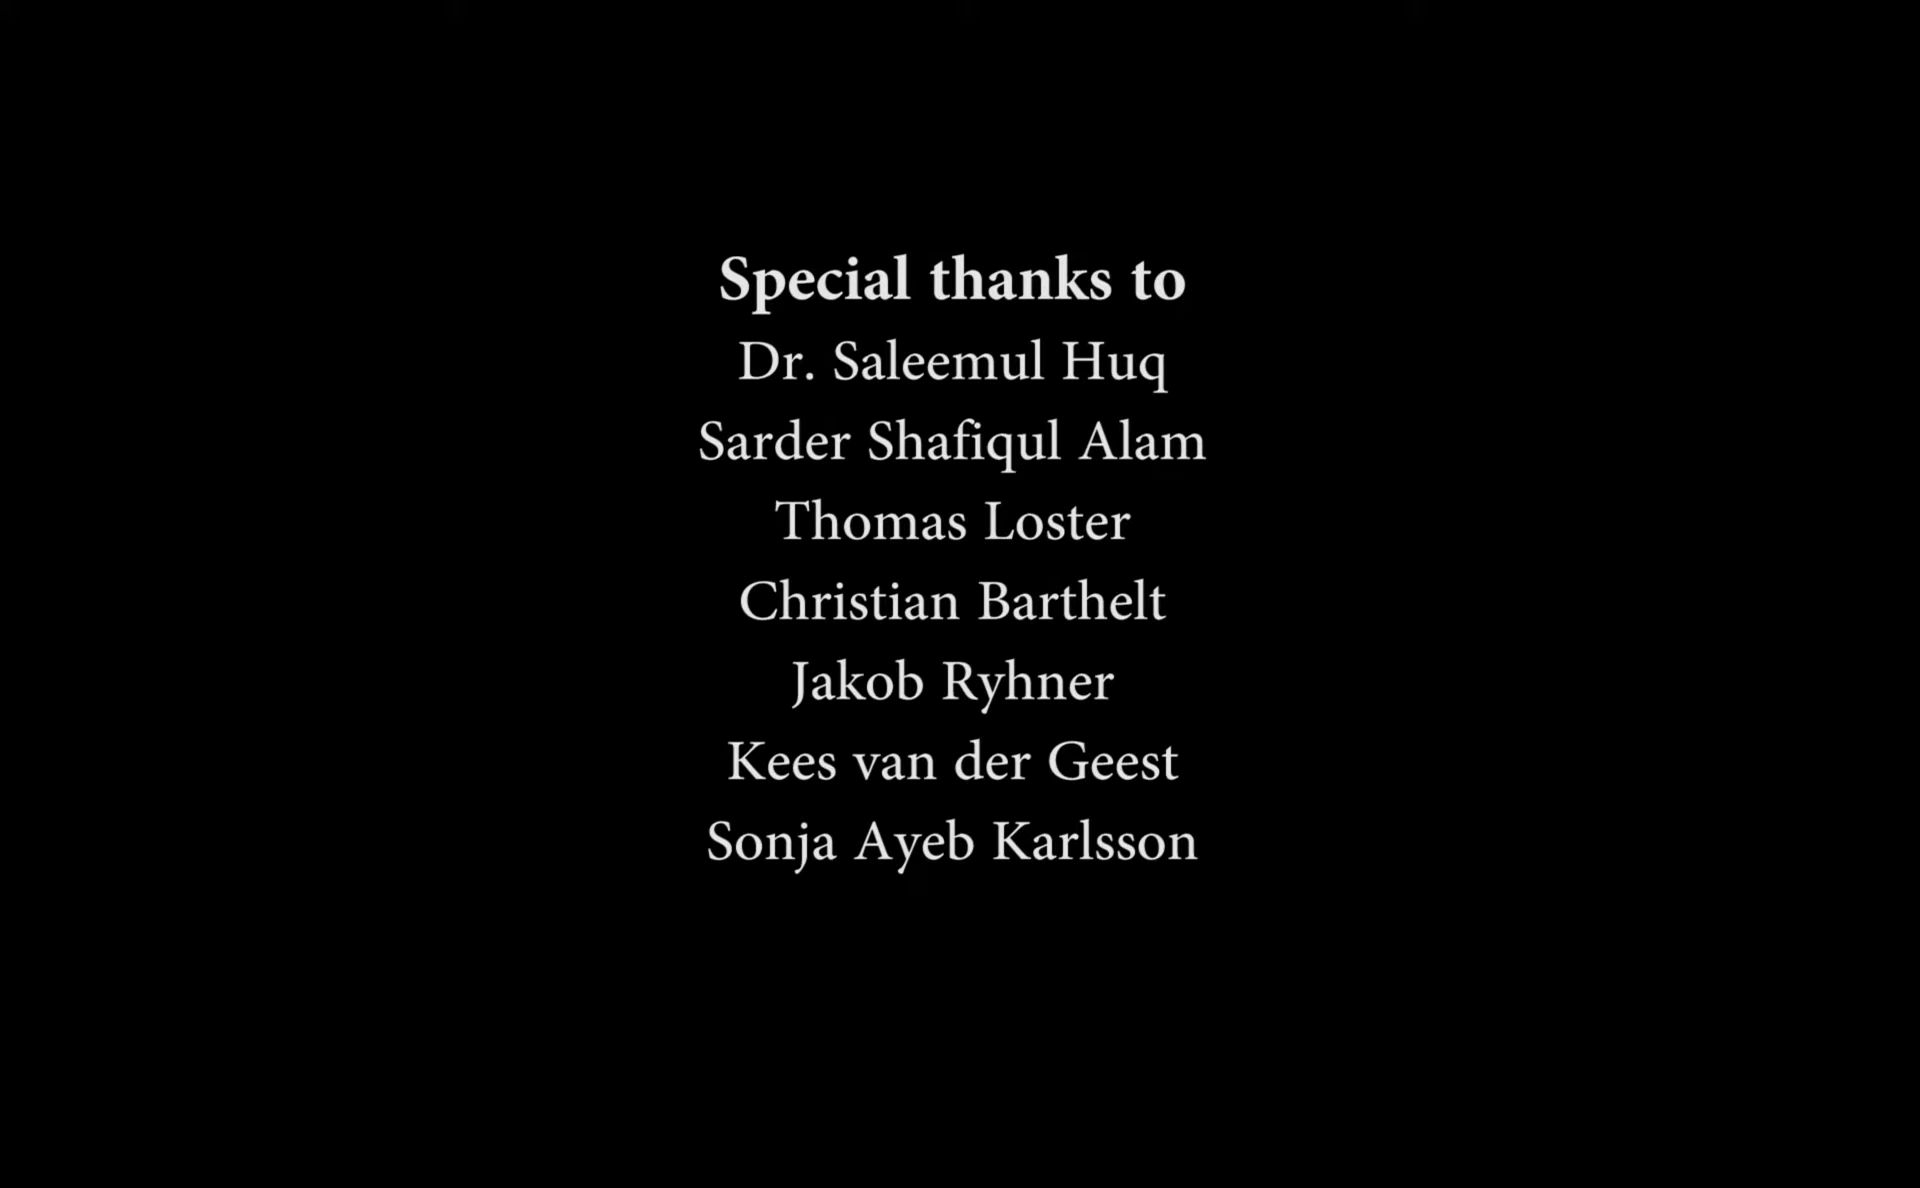 Special thanks to
Dr. Saleemul Huq
Sarder Shafiqul Alam
Thomas Loster
Christian Barthelt
Jakob Ryhner
Kees van der Geest
Sonja Ayeb Karlsson